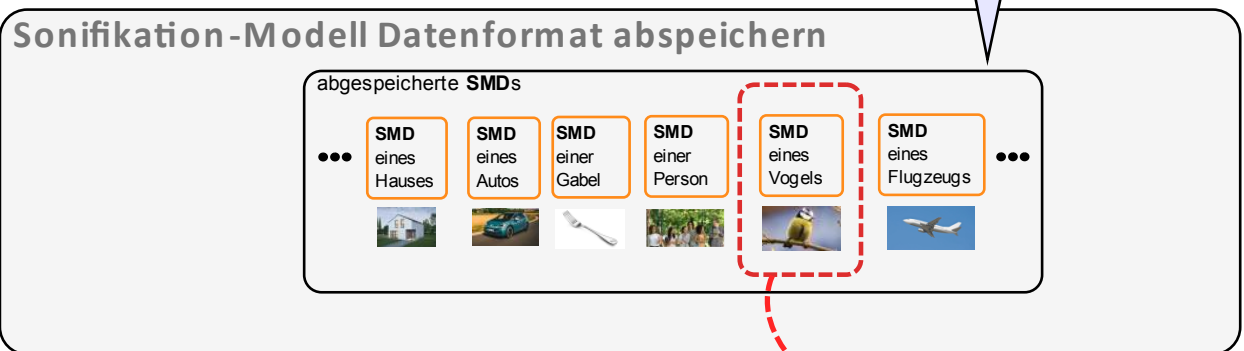 Sonifikation-Modell Datenformat abspeichern
abgespeicherte SMDs
SMD
eines
Hauses
SMD
eines
Autos
SMD
einer
Gabel
SMD
einer
Person
SMD
eines
Vogels
SMD
eines
Flugzeugs